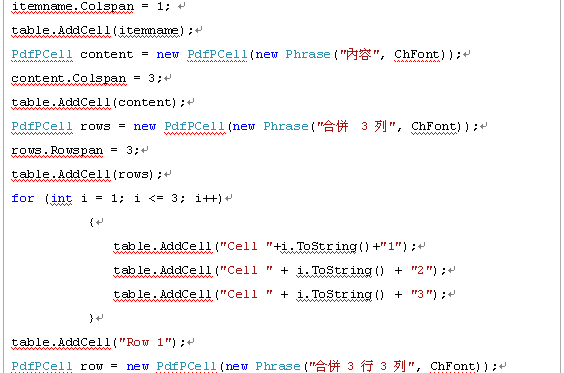 itemname.Colspan = 1;
table.AddCell(itemname);
PdfPCell content = new PdfPCell(new Phrase("內容", ChFont));
content.Colspan = 3;
table.AddCell(content);
PdfPCell rows = new PdfPCell(new Phrase("合併 3 列", ChFont));
rows.Rowspan = 3;
table.AddCell(rows);
for (int i = 1; i <= 3; i++)
{
table.AddCell("Cell "+i.ToString()+"1");
table.AddCell("Cell " + i.ToString() + "2");
table.AddCell("Cell " + i.ToString() + "3");
}
table.AddCell("Row 1");
PdfPCell row = new PdfPCell(new Phrase("合併 3 行 3 列", ChFont));